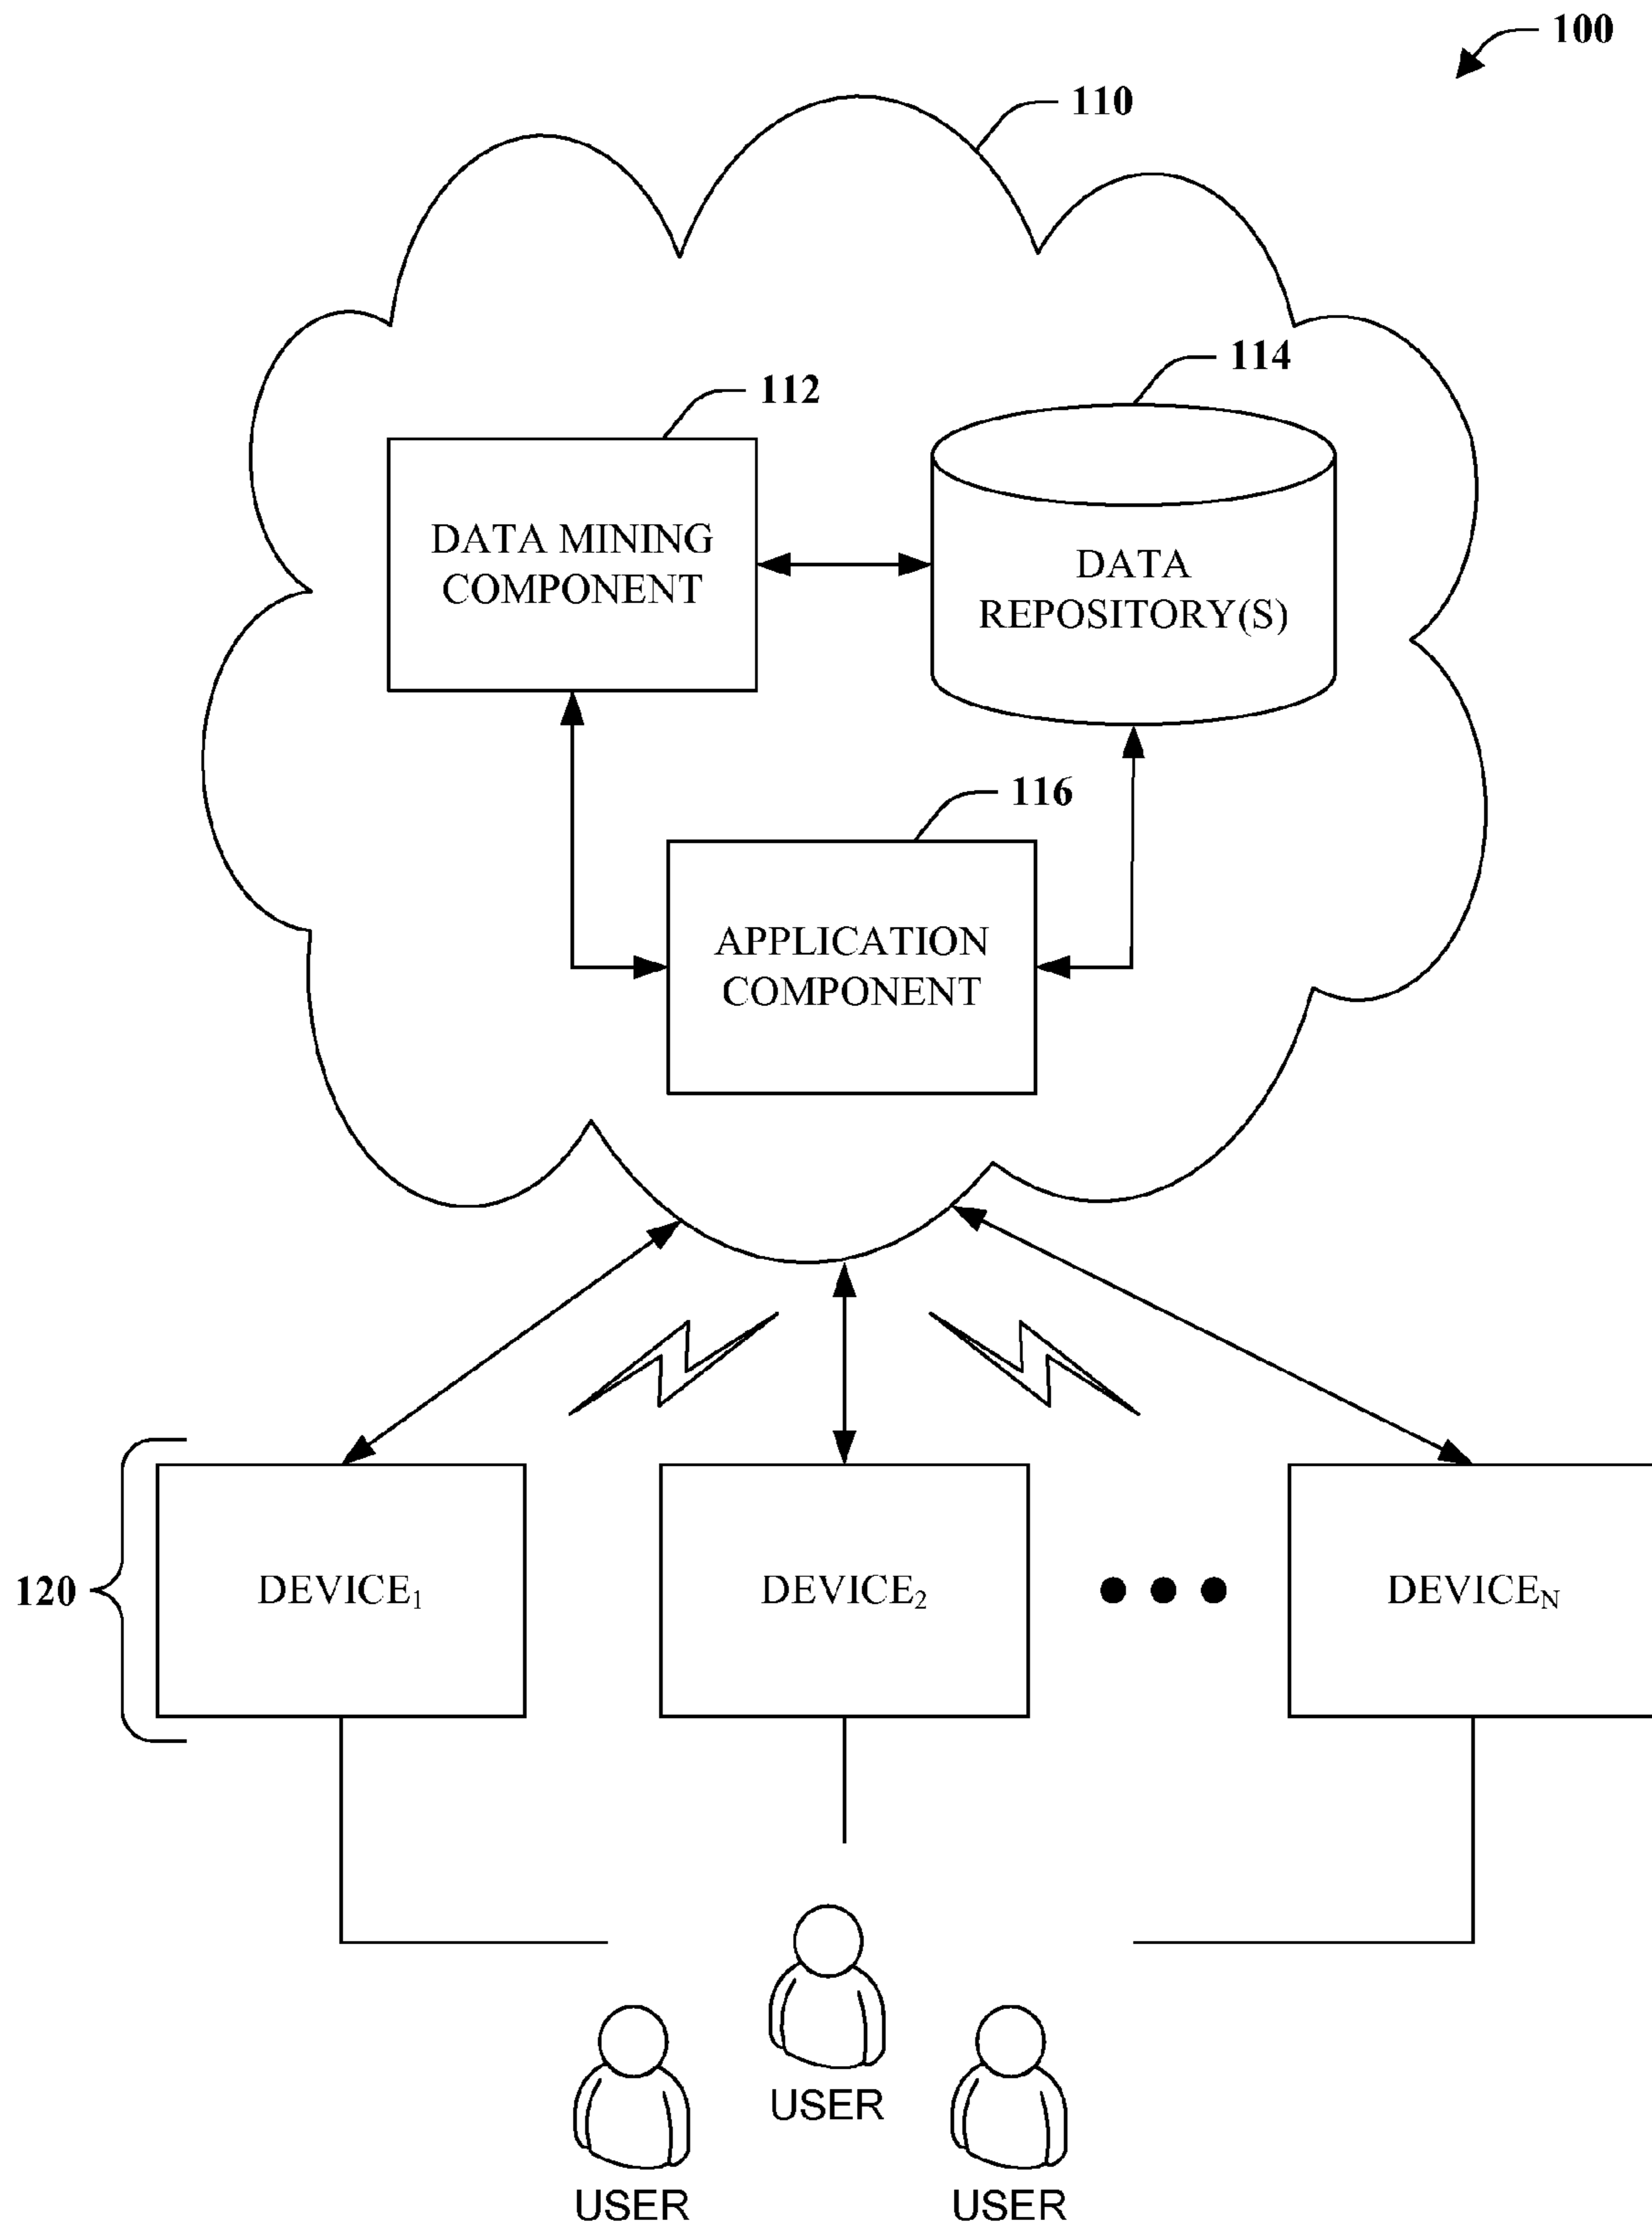 100
110
114
112
DATA MINING
COMPONENT
DATA
REPOSITORY(S)
116
APPLICATION
COMPONENT
120
DEVICE₁
DEVICE₂
DEVICEN
USER
USER
USER